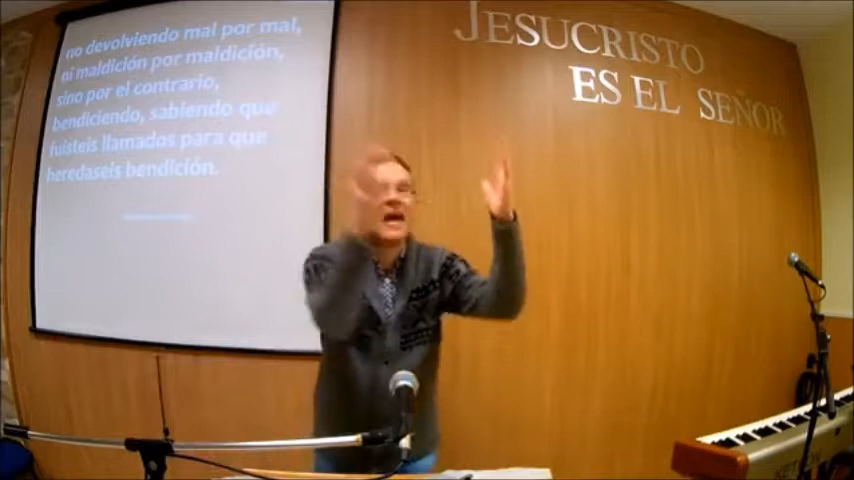 no devolviendo mal por mal,
ni maldición por maldición,
sino por el contrario,
bendiciendo, sabiendo que
fuisteis llamados para que
heredaseis bendición.
JESUCRISTO
ES EL SEÑOR